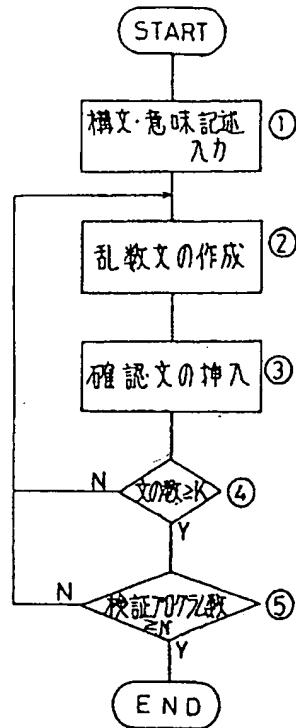 START
構文・意味記述
入力
①
乱数文の作成
②
確認文の挿入
③
N
文の数≥K
④
Y
N
検証プログラム数
⑤
Y
END